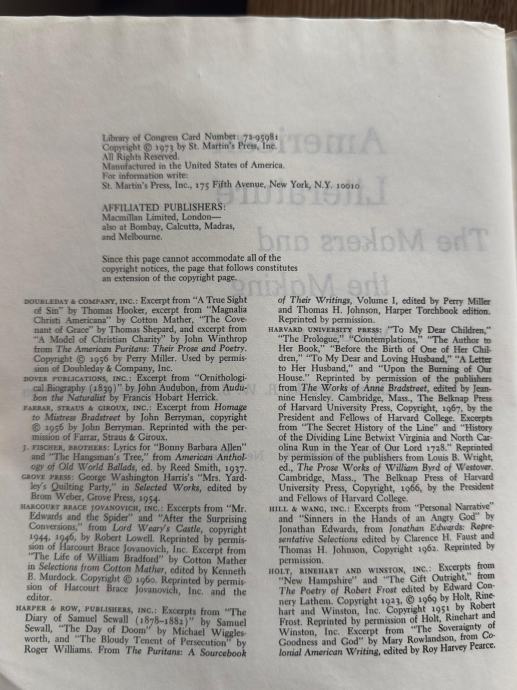 Library of Congress Card Number: 72-95981
Copyright © 1973 by St. Martin's Press, Inc.
All Rights Reserved.
Manufactured in the United States of America.
For information write:
St. Martin's Press, Inc., 175 Fifth Avenue, New York, N.Y. 10010
AFFILIATED PUBLISHERS:
Macmillan Limited, London—
also at Bombay, Calcutta, Madras,
and Melbourne.
Since this page cannot accommodate all of the
copyright notices, the page that follows constitutes
an extension of the copyright page.
DOUBLEDAY & COMPANY, INC.: Excerpt from "A True Sight
of Sin" by Thomas Hooker, excerpt from "Magnalia
Christi Americana" by Cotton Mather, "The Cove-
nant of Grace" by Thomas Shepard, and excerpt from
"A Model of Christian Charity" by John Winthrop
from The American Puritans: Their Prose and Poetry.
Copyright © 1956 by Perry Miller. Used by permis-
sion of Doubleday & Company, Inc.
DOVER PUBLICATIONS, INC.: Excerpt from "Ornithologi-
cal Biography (1839)" by John Audubon, from Audu-
bon the Naturalist by Francis Hobart Herrick.
FARRAR, STRAUS & GIROUX, INC.: Excerpt from Homage
to Mistress Bradstreet by John Berryman, copyright
© 1956 by John Berryman. Reprinted with the per-
mission of Farrar, Straus & Giroux.
J. FISCHER, BROTHERS: Lyrics for "Bonny Barbara Allen"
and "The Hangsman's Tree," from American Anthol-
ogy of Old World Ballads, ed. by Reed Smith, 1937.
GROVE PRESS: George Washington Harris's "Mrs. Yard-
ley's Quilting Party," in Selected Works, edited by
Brom Weber, Grove Press, 1954.
HARCOURT BRACE JOVANOVICH, INC.: Excerpts from "Mr.
Edwards and the Spider" and "After the Surprising
Conversions," from Lord Weary's Castle, copyright
1944, 1946, by Robert Lowell. Reprinted by permis-
sion of Harcourt Brace Jovanovich, Inc. Excerpt from
"The Life of William Bradford" by Cotton Mather
in Selections from Cotton Mather, edited by Kenneth
B. Murdock. Copyright © 1960. Reprinted by permis-
sion of Harcourt Brace Jovanovich, Inc. and the
editor.
HARPER & ROW, PUBLISHERS, INC.: Excerpts from "The
Diary of Samuel Sewall (1878–1882)" by Samuel
Sewall, "The Day of Doom" by Michael Wiggles-
worth, and "The Bloudy Tenent of Persecution" by
Roger Williams. From The Puritans: A Sourcebook
of Their Writings, Volume I, edited by Perry Miller
and Thomas H. Johnson, Harper Torchbook edition.
Reprinted by permission.
HARVARD UNIVERSITY PRESS: "To My Dear Children,"
"The Prologue," "Contemplations," "The Author to
Her Book," "Before the Birth of One of Her Chil-
dren," "To My Dear and Loving Husband," "A Letter
to Her Husband," and "Upon the Burning of Our
House." Reprinted by permission of the publishers
from The Works of Anne Bradstreet, edited by Jean-
nine Hensley. Cambridge, Mass., The Belknap Press
of Harvard University Press, Copyright, 1967, by the
President and Fellows of Harvard College. Excerpts
from "The Secret History of the Line" and "History
of the Dividing Line Betwixt Virginia and North Car-
olina Run in the Year of Our Lord 1728." Reprinted
by permission of the publishers from Louis B. Wright,
ed., The Prose Works of William Byrd of Westover.
Cambridge, Mass., The Belknap Press of Harvard
University Press, Copyright, 1966, by the President
and Fellows of Harvard College.
HILL & WANG, INC.: Excerpts from "Personal Narrative"
and "Sinners in the Hands of an Angry God" by
Jonathan Edwards, from Jonathan Edwards: Repre-
sentative Selections edited by Clarence H. Faust and
Thomas H. Johnson, Copyright 1962. Reprinted by
permission.
HOLT, RINEHART AND WINSTON, INC.: Excerpts from
"New Hampshire" and "The Gift Outright," from
The Poetry of Robert Frost edited by Edward Con-
nery Lathem. Copyright 1923, © 1969 by Holt, Rine-
hart and Winston, Inc. Copyright 1951 by Robert
Frost. Reprinted by permission of Holt, Rinehart and
Winston, Inc. Excerpt from "The Soveraignty of
Goodness and God" by Mary Rowlandson, from Co-
lonial American Writing, edited by Roy Harvey Pearce.